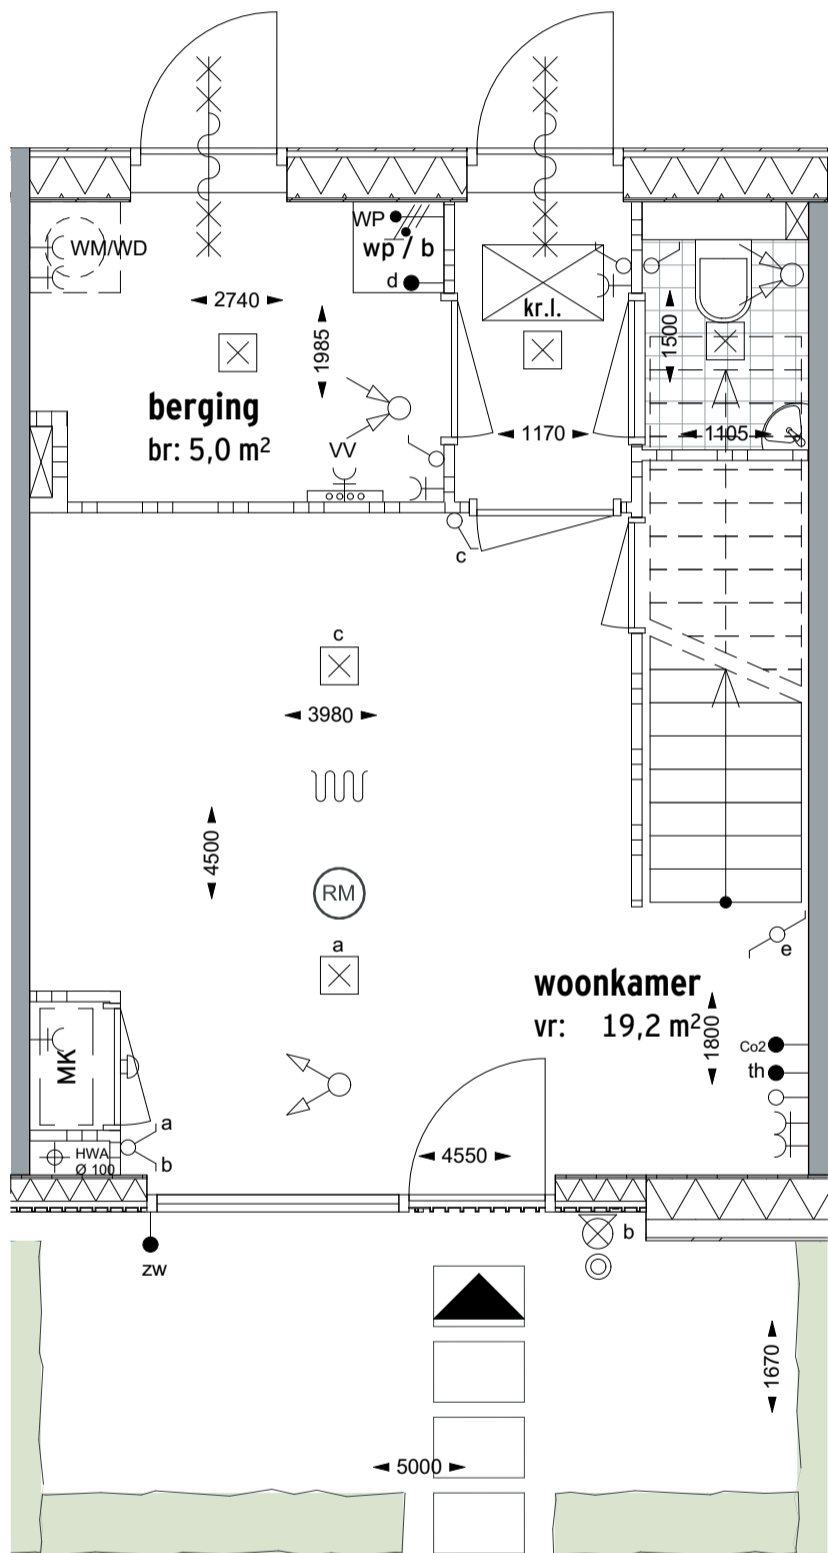 WP
WM/WD
wp / b
d
2740
kr.l.
1985
1500
berging
br: 5,0 m²
1170
1105
VV
c
c
3980
4500
RM
a
e
woonkamer
vr: 19,2 m²
1800
Co2
th
MK
a
b
HWA
Ø 100
4550
b
zw
1670
5000